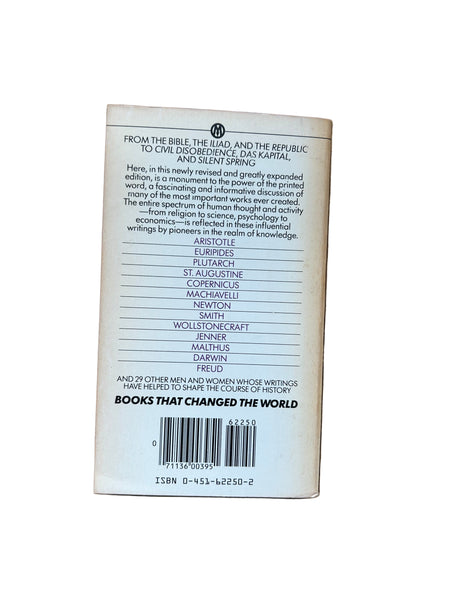 M
FROM THE BIBLE, THE ILIAD, AND THE REPUBLIC
TO CIVIL DISOBEDIENCE, DAS KAPITAL,
AND SILENT SPRING
Here, in this newly revised and greatly expanded
edition, is a monument to the power of the printed
word, a fascinating and informative discussion of
many of the most important works ever created.
The entire spectrum of human thought and activity
—from religion to science, psychology to
economics—is reflected in these influential
writings by pioneers in the realm of knowledge.
ARISTOTLE
EURIPIDES
PLUTARCH
ST. AUGUSTINE
COPERNICUS
MACHIAVELLI
NEWTON
SMITH
WOLLSTONECRAFT
JENNER
MALTHUS
DARWIN
FREUD
AND 29 OTHER MEN AND WOMEN WHOSE WRITINGS
HAVE HELPED TO SHAPE THE COURSE OF HISTORY
BOOKS THAT CHANGED THE WORLD
62250
0
71136 00395
ISBN 0-451-62250-2